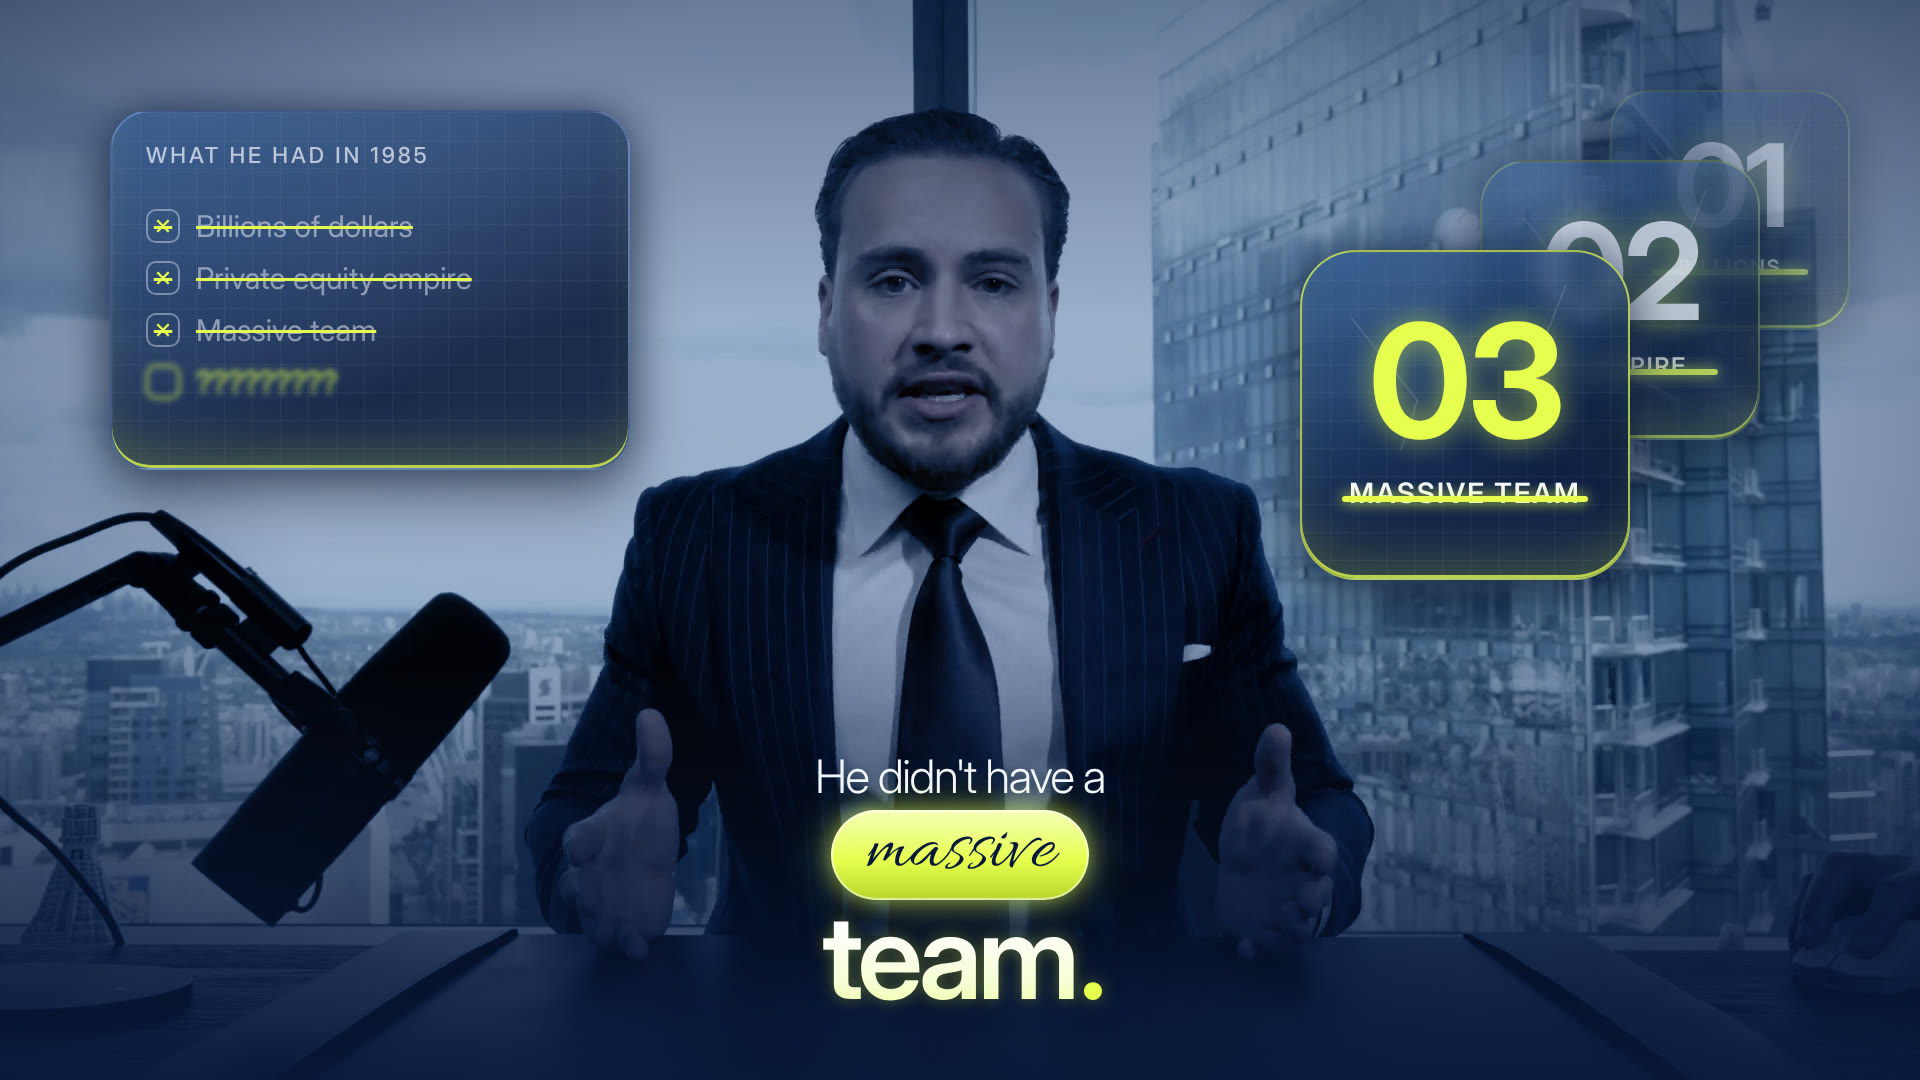 WHAT HE HAD IN 1985
Billions of dollars
Private equity empire
Massive team
01
02
PIRE
03
MASSIVE TEAM
He didn't have a
massive
team.